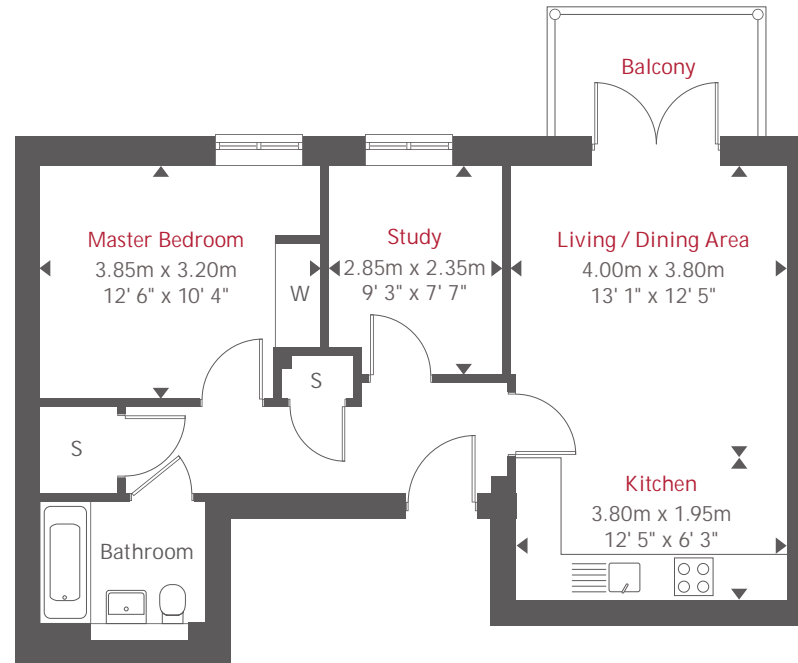 Balcony
Master Bedroom
3.85m x 3.20m
12' 6" x 10' 4"
W
Study
2.85m x 2.35m
9' 3" x 7' 7"
Living / Dining Area
4.00m x 3.80m
13' 1" x 12' 5"
S
S
Kitchen
3.80m x 1.95m
12' 5" x 6' 3"
Bathroom